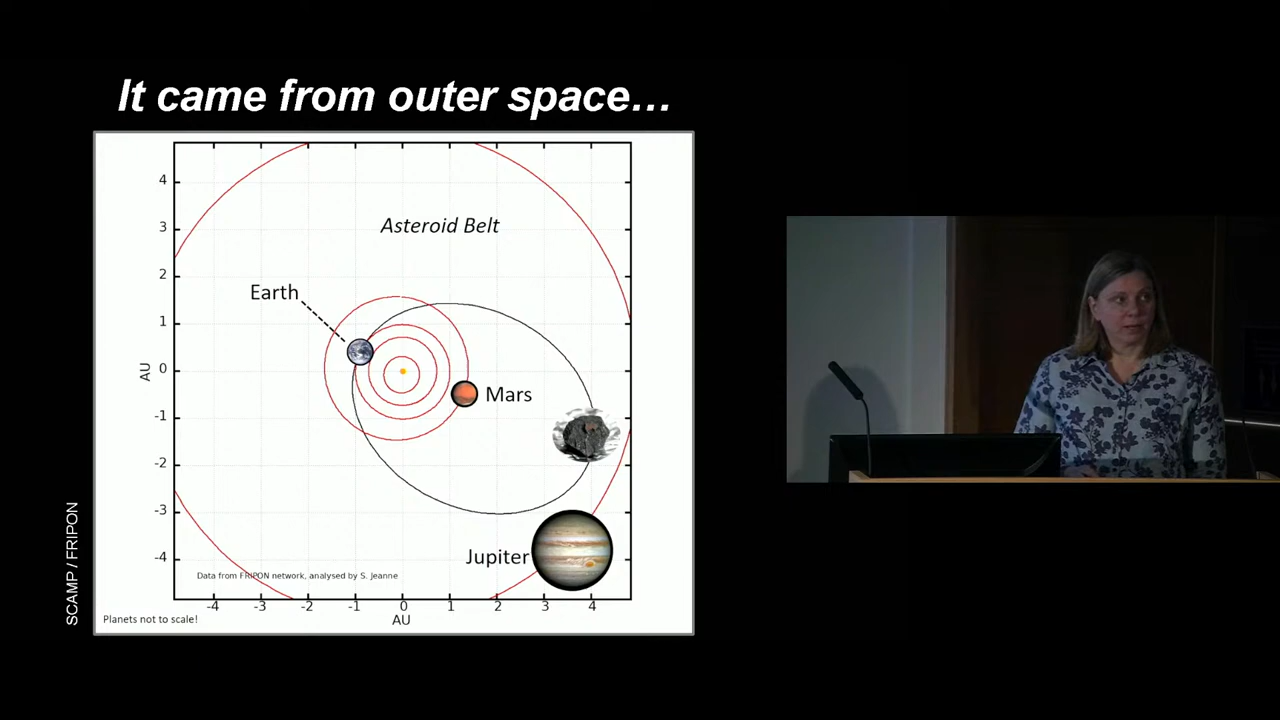 It came from outer space...
Asteroid Belt
Earth
Mars
Jupiter
4
3
2
1
0
-1
-2
-3
-4
AU
-4 -3 -2 -1 0 1 2 3 4
AU
Data from FRIPON network, analysed by S. Jeanne
Planets not to scale!
SCAMP / FRIPON